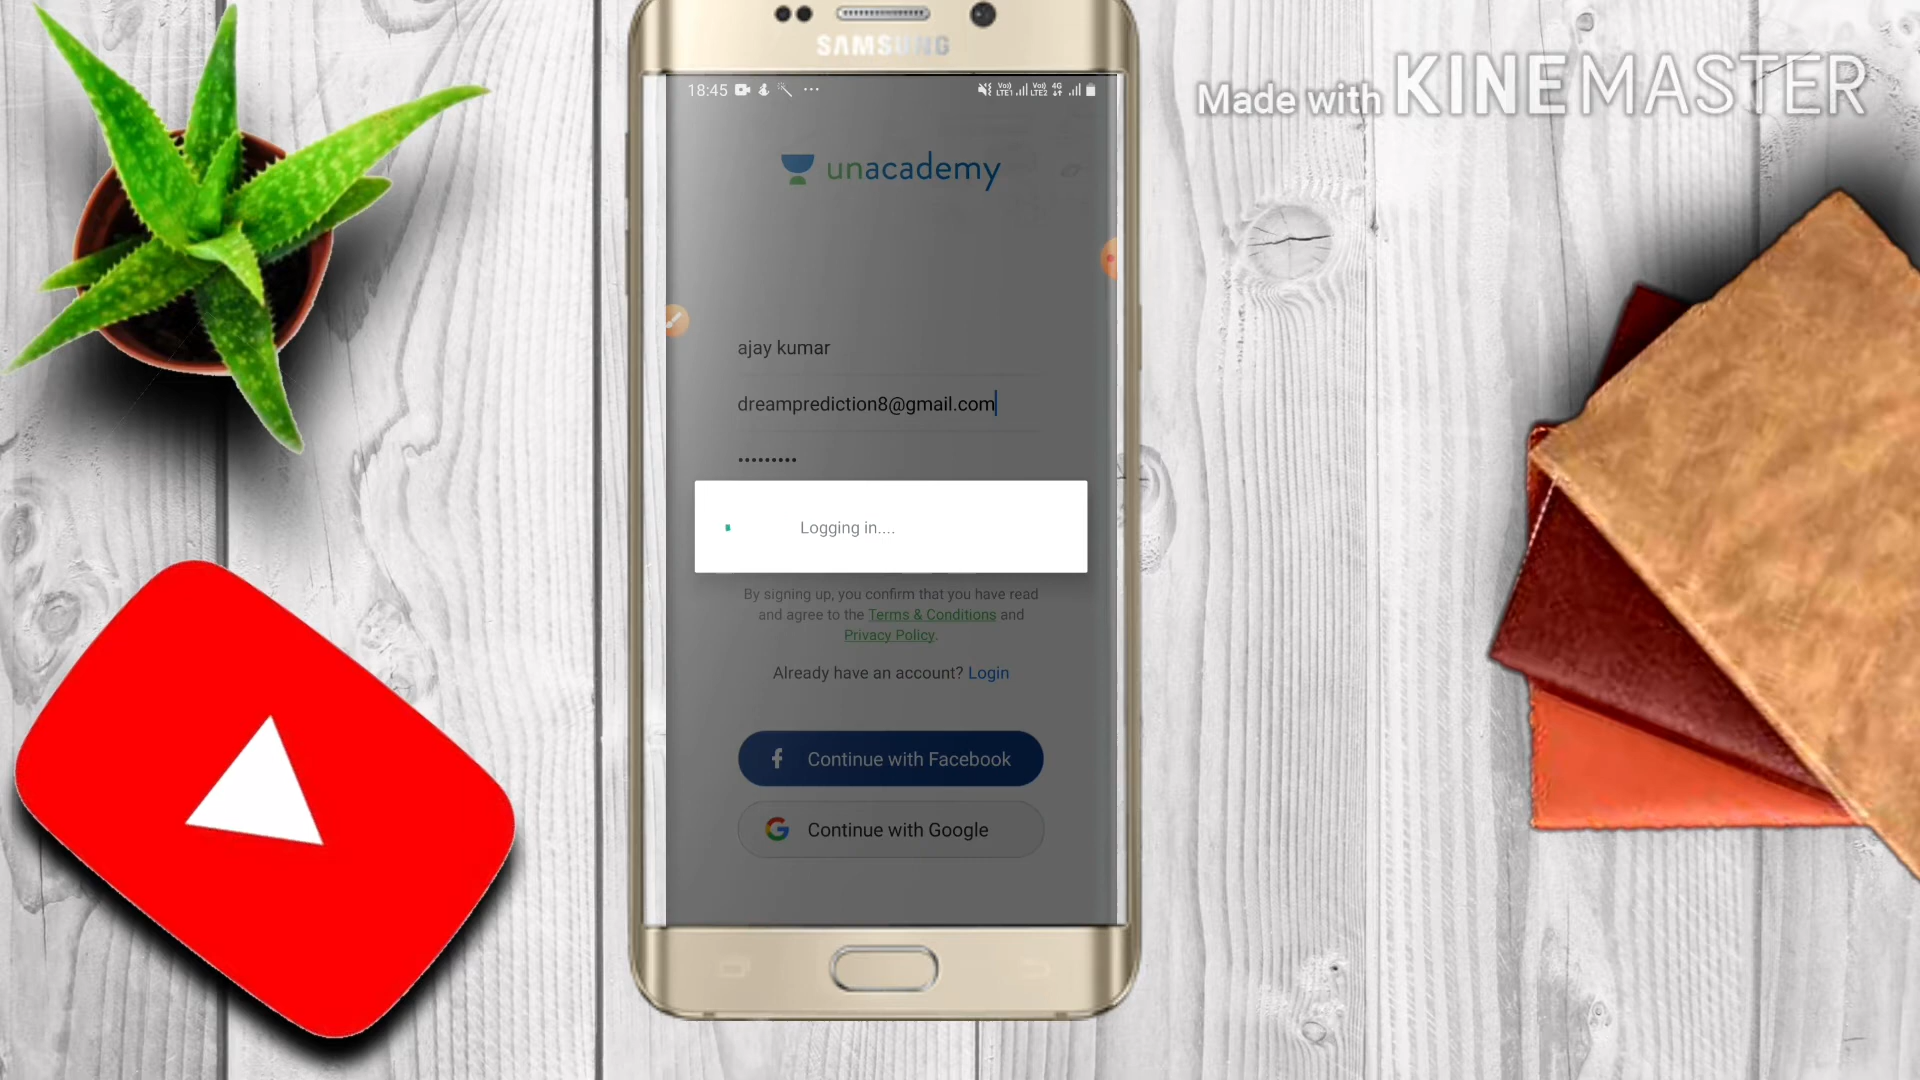 SAMSUNG
Made with KINEMASTER
18:45
unacademy
ajay kumar
dreamprediction8@gmail.com
•••••••••
Logging in....
By signing up, you confirm that you have read
and agree to the Terms & Conditions and
Privacy Policy.
Already have an account? Login
Continue with Facebook
Continue with Google